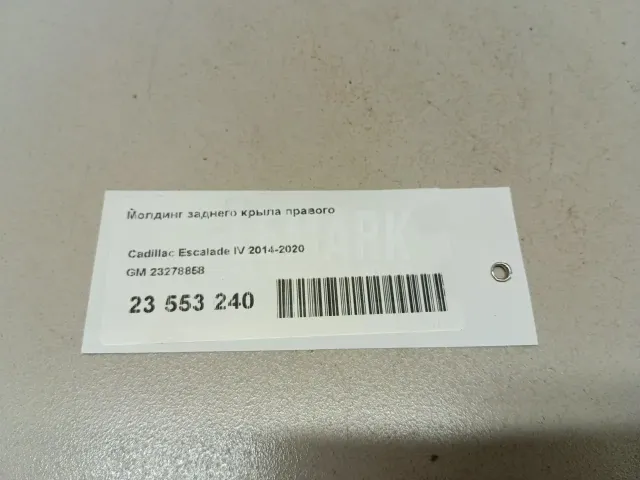 Молдинг заднего крыла правого
Cadillac Escalade IV 2014-2020
GM 23278858
23 553 240